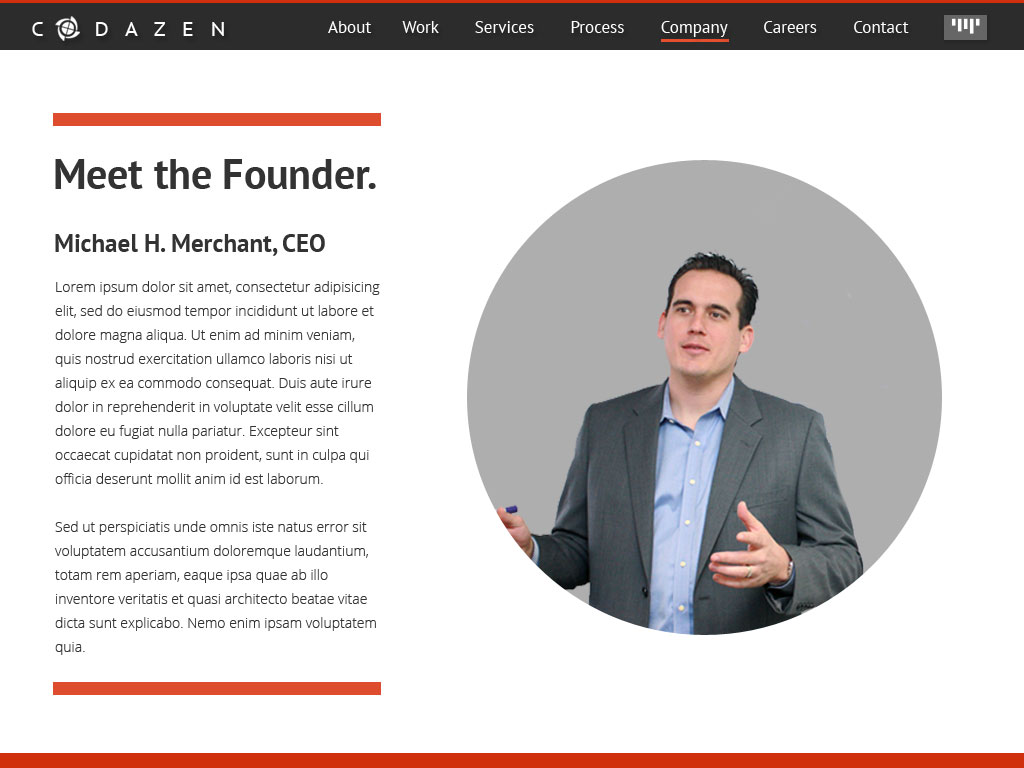 CODAZEN
About Work Services Process Company Careers Contact
Meet the Founder.
Michael H. Merchant, CEO
Lorem ipsum dolor sit amet, consectetur adipisicing
elit, sed do eiusmod tempor incididunt ut labore et
dolore magna aliqua. Ut enim ad minim veniam,
quis nostrud exercitation ullamco laboris nisi ut
aliquip ex ea commodo consequat. Duis aute irure
dolor in reprehenderit in voluptate velit esse cillum
dolore eu fugiat nulla pariatur. Excepteur sint
occaecat cupidatat non proident, sunt in culpa qui
officia deserunt mollit anim id est laborum.
Sed ut perspiciatis unde omnis iste natus error sit
voluptatem accusantium doloremque laudantium,
totam rem aperiam, eaque ipsa quae ab illo
inventore veritatis et quasi architecto beatae vitae
dicta sunt explicabo. Nemo enim ipsam voluptatem
quia.